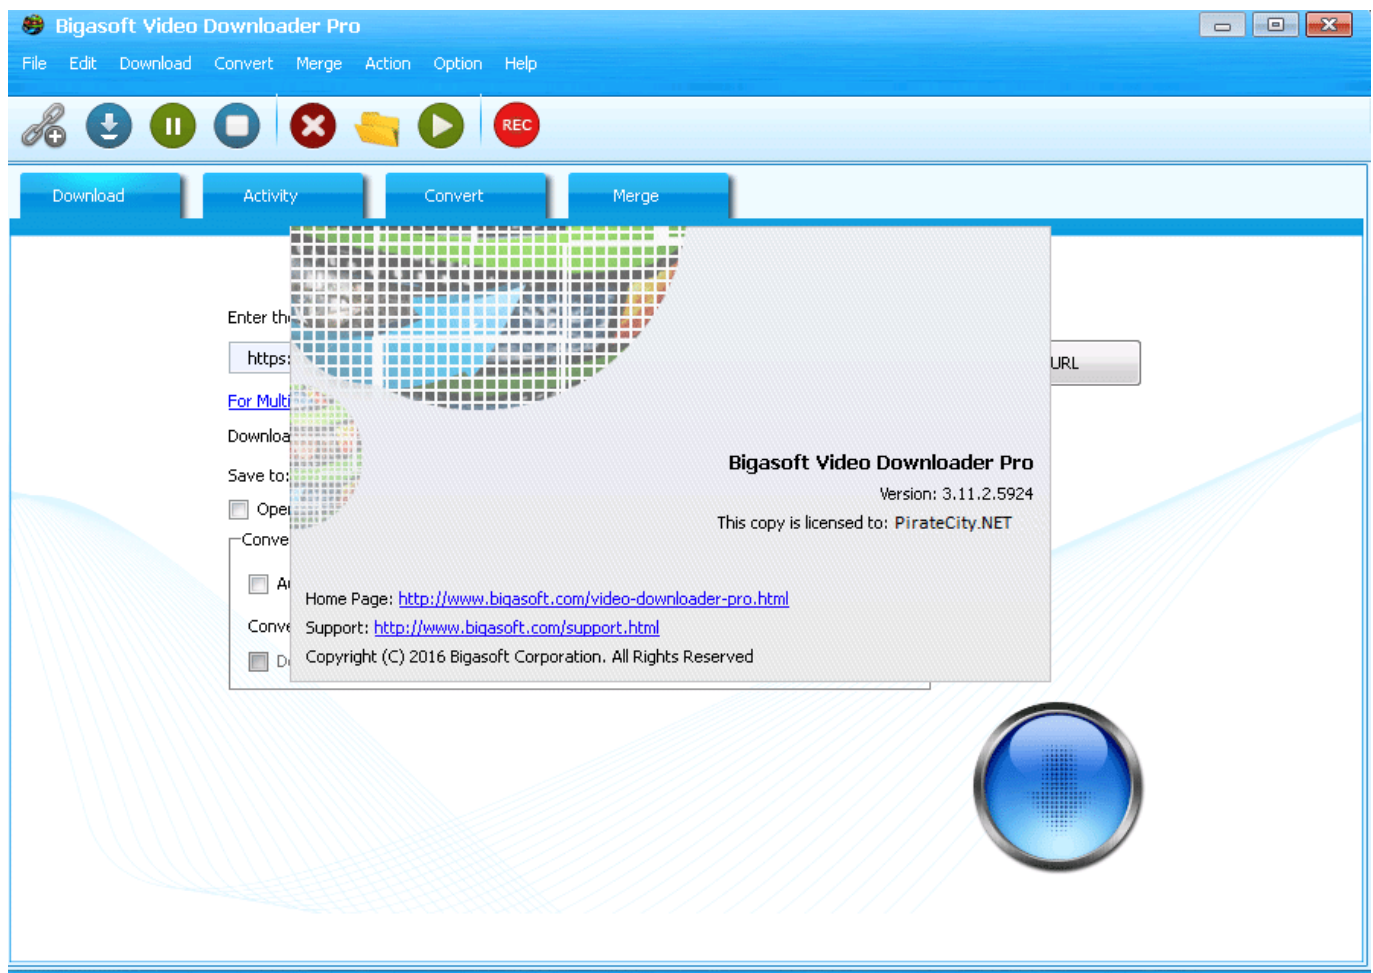 Bigasoft Video Downloader Pro
File Edit Download Convert Merge Action Option Help
REC
Download Activity Convert Merge
Enter the
https:
URL
For Multi
Downloa
Bigasoft Video Downloader Pro
Save to:
Version: 3.11.2.5924
Open
This copy is licensed to: PirateCity.NET
Conve
Home Page: http://www.bigasoft.com/video-downloader-pro.html
Conve
Support: http://www.bigasoft.com/support.html
Copyright (C) 2016 Bigasoft Corporation. All Rights Reserved